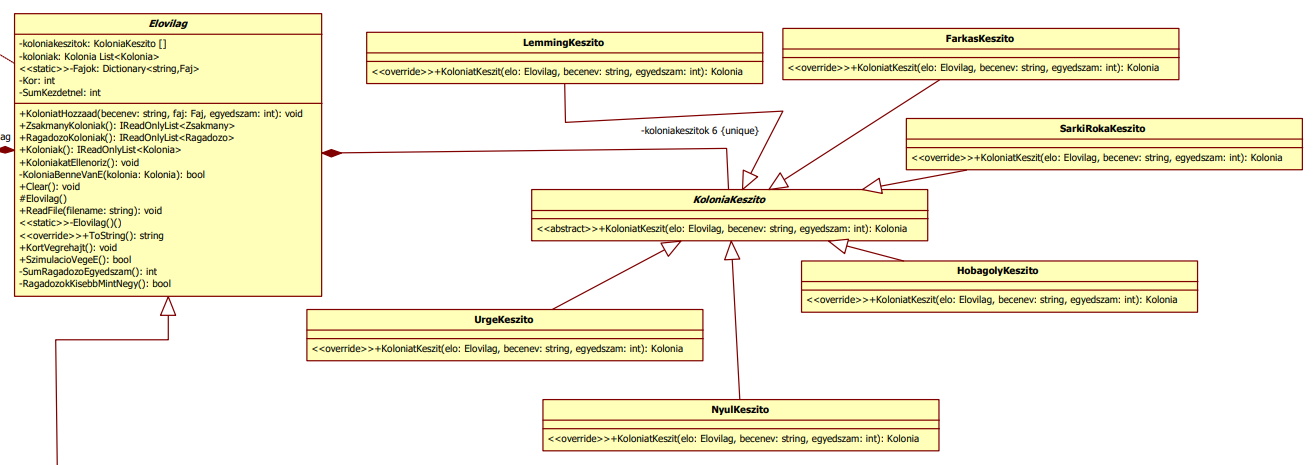 Elovilag
-koloniakeszitok: KoloniaKeszito []
-koloniak: Kolonia List<Kolonia>
<<static>>-Fajok: Dictionary<string,Faj>
-Kor: int
-SumKezdetnel: int
+KoloniatHozzaad(becenev: string, faj: Faj, egyedszam: int): void
+ZsakmanyKoloniak(): IReadOnlyList<Zsakmany>
+RagadozoKoloniak(): IReadOnlyList<Ragadozo>
+Koloniak(): IReadOnlyList<Kolonia>
+KoloniakatEllenoriz(): void
-KoloniaBenneVanE(kolonia: Kolonia): bool
+Clear(): void
#Elovilag()
+ReadFile(filename: string): void
<<static>>-Elovilag()()
<<override>>+ToString(): string
+KortVegrehajt(): void
+SzimulacioVegeE(): bool
-SumRagadozoEgyedszam(): int
-RagadozokKisebbMintNegy(): bool
ag
LemmingKeszito
<<override>>+KoloniatKeszit(elo: Elovilag, becenev: string, egyedszam: int): Kolonia
FarkasKeszito
<<override>>+KoloniatKeszit(elo: Elovilag, becenev: string, egyedszam: int): Kolonia
-koloniakeszitok 6 {unique}
SarkiRokaKeszito
<<override>>+KoloniatKeszit(elo: Elovilag, becenev: string, egyedszam: int): Kolonia
KoloniaKeszito
<<abstract>>+KoloniatKeszit(elo: Elovilag, becenev: string, egyedszam: int): Kolonia
HobagolyKeszito
<<override>>+KoloniatKeszit(elo: Elovilag, becenev: string, egyedszam: int): Kolonia
UrgeKeszito
<<override>>+KoloniatKeszit(elo: Elovilag, becenev: string, egyedszam: int): Kolonia
NyulKeszito
<<override>>+KoloniatKeszit(elo: Elovilag, becenev: string, egyedszam: int): Kolonia